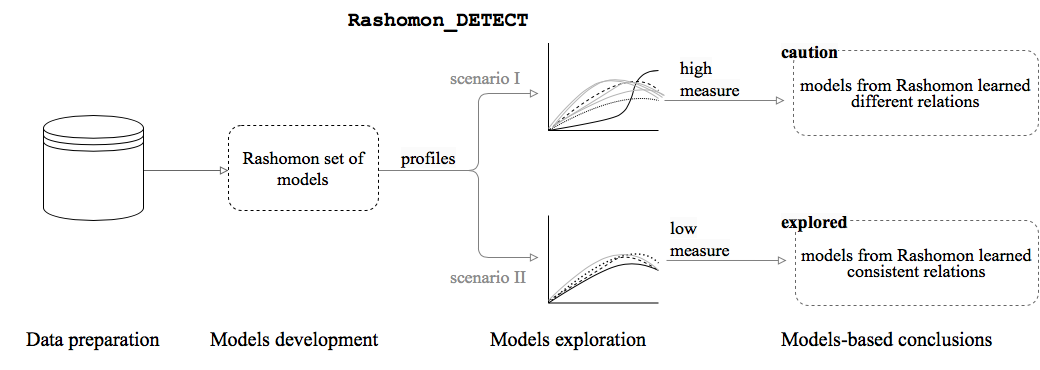 Rashomon_DETECT
scenario I
high
measure
caution
models from Rashomon learned
different relations
Rashomon set of
models
profiles
scenario II
low
measure
explored
models from Rashomon learned
consistent relations
Data preparation
Models development
Models exploration
Models-based conclusions